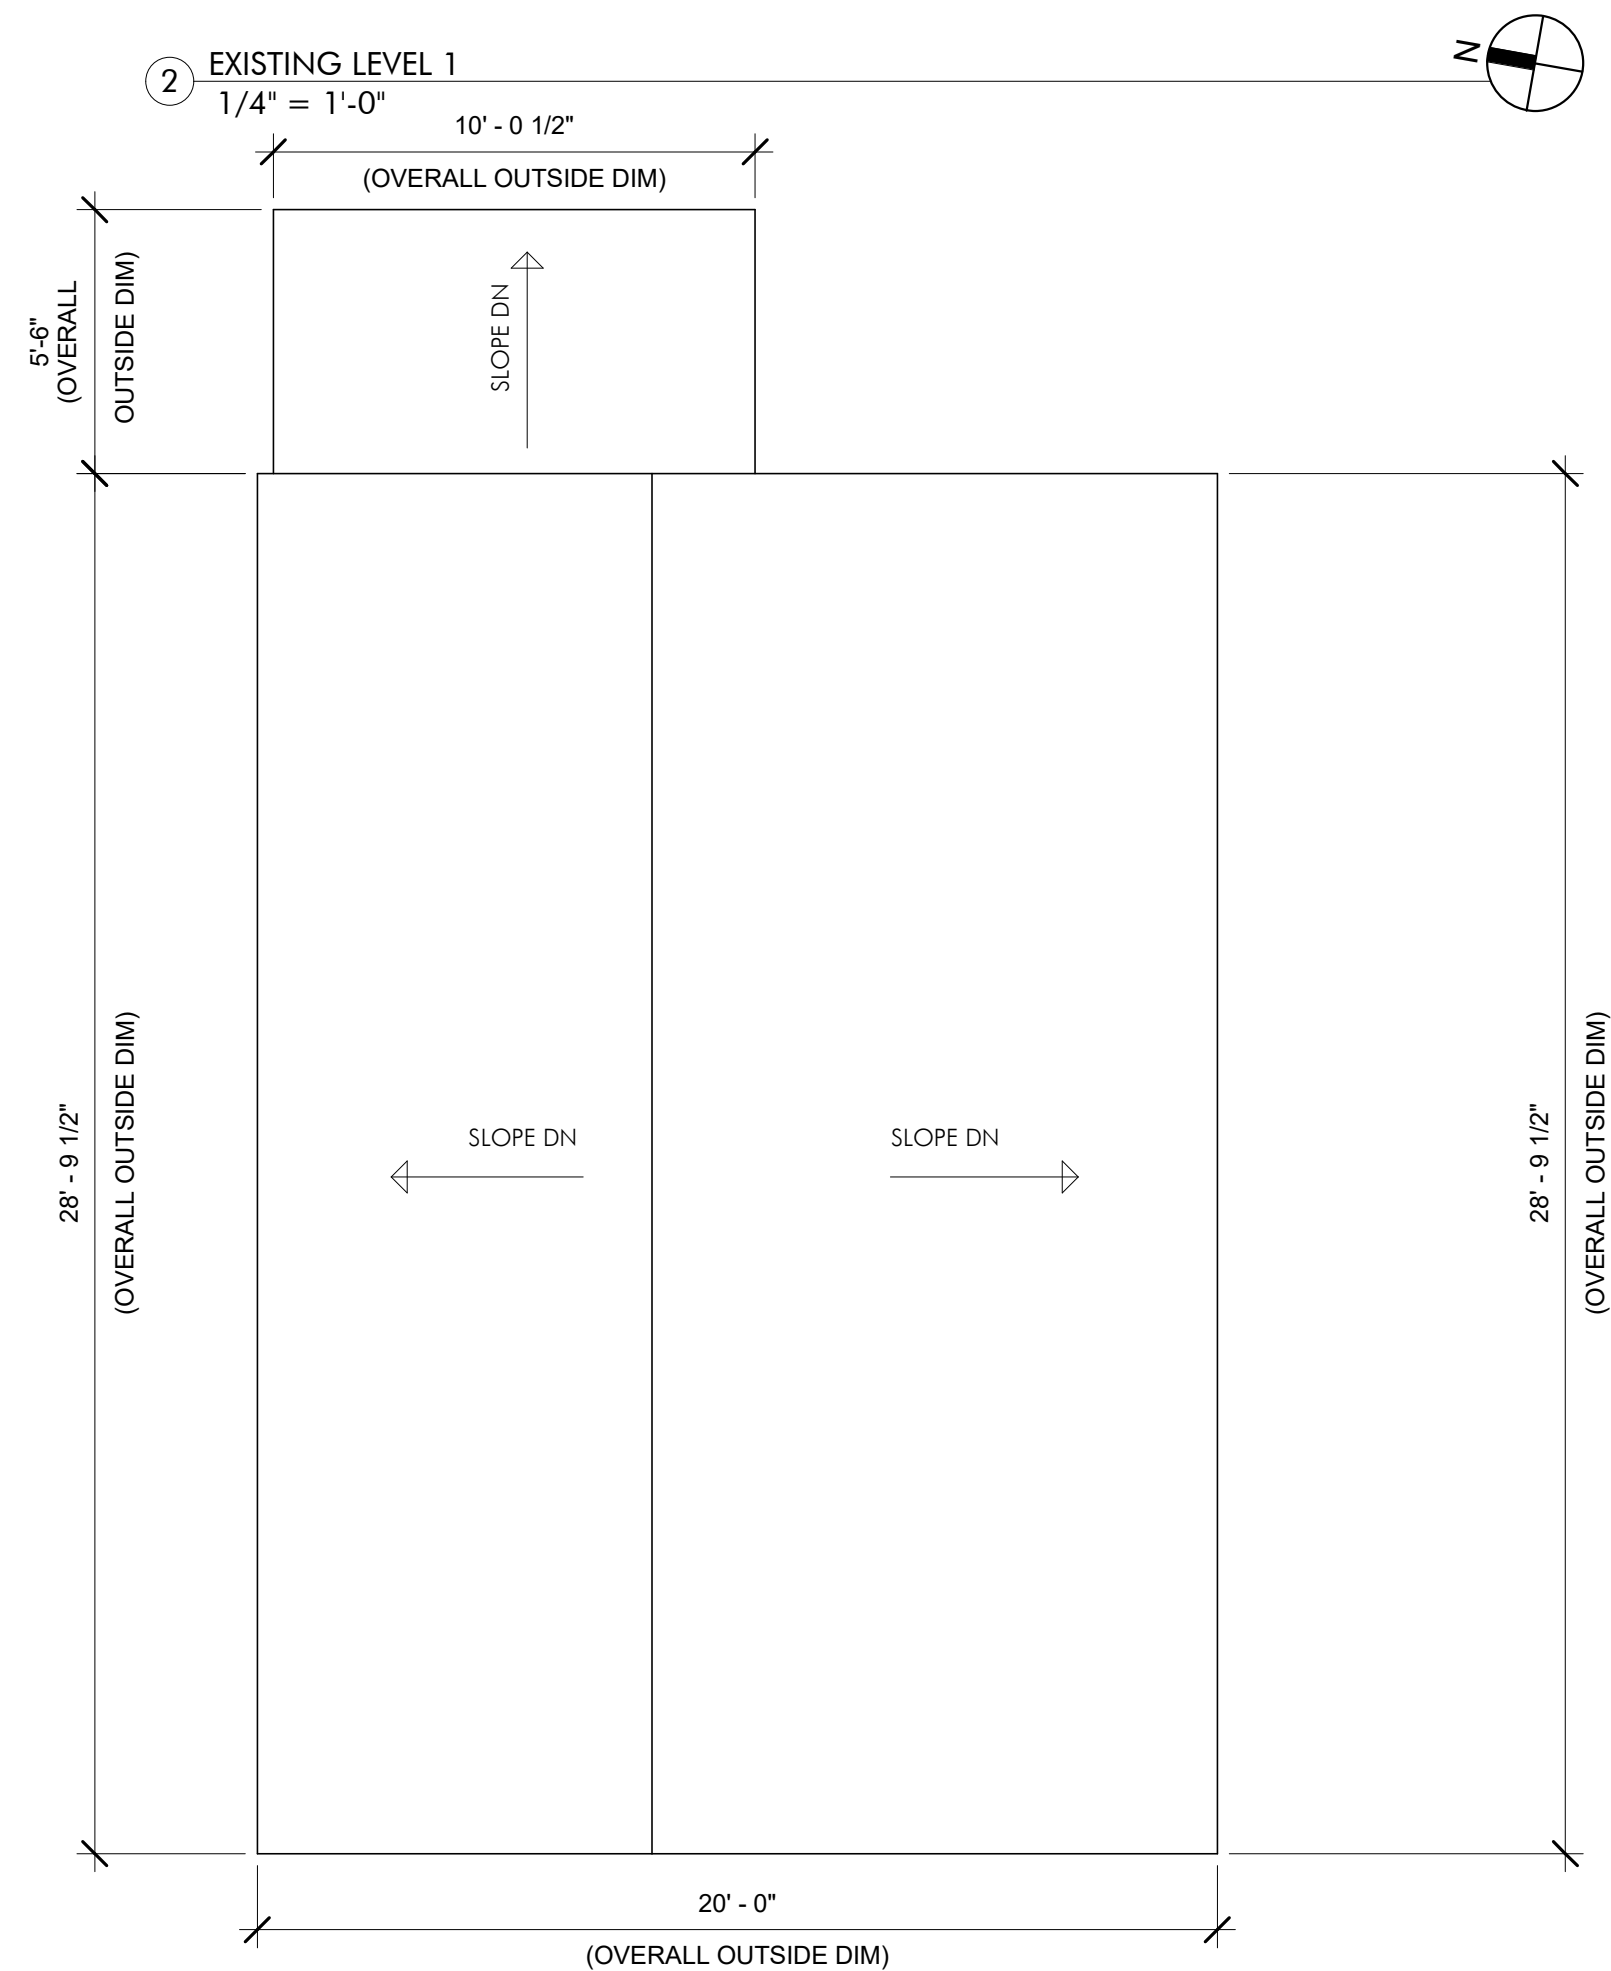 2
EXISTING LEVEL 1
1/4" = 1'-0"
N
10' - 0 1/2"
(OVERALL OUTSIDE DIM)
5'-6"
(OVERALL
OUTSIDE DIM)
SLOPE DN
28' - 9 1/2"
(OVERALL OUTSIDE DIM)
SLOPE DN
SLOPE DN
28' - 9 1/2"
(OVERALL OUTSIDE DIM)
20' - 0"
(OVERALL OUTSIDE DIM)